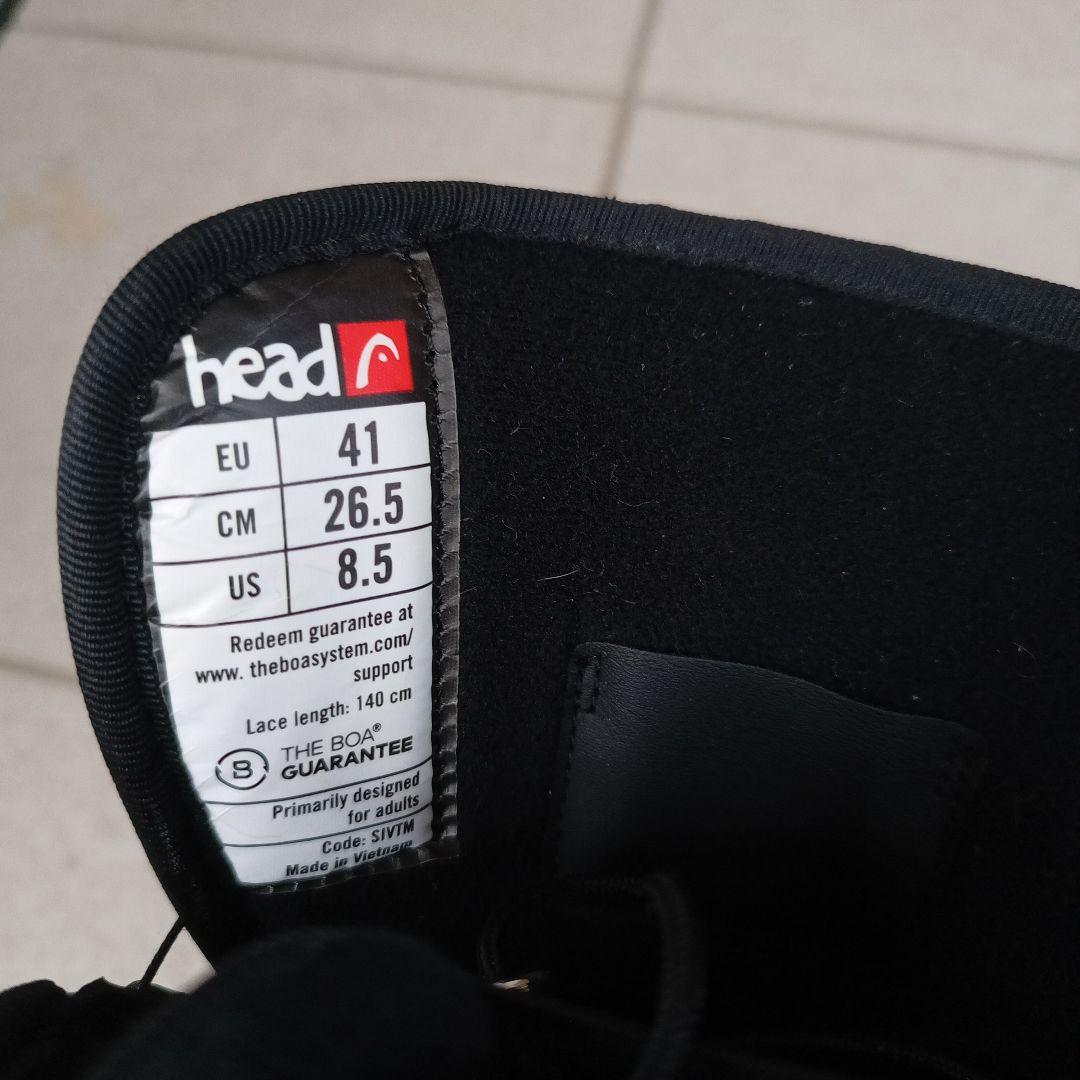 head
EU 41
CM 26.5
US 8.5
Redeem guarantee at
www. theboasystem.com/
support
Lace length: 140 cm
B THE BOA®
GUARANTEE
Primarily designed
for adults
Code: SIVTM
Made in Vietnam